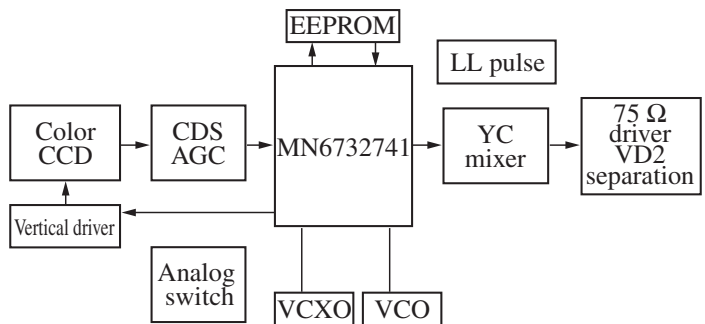 EEPROM
LL pulse
Color
CCD
CDS
AGC
MN6732741
YC
mixer
75 Ω
driver
VD2
separation
Vertical driver
Analog
switch
VCXO
VCO